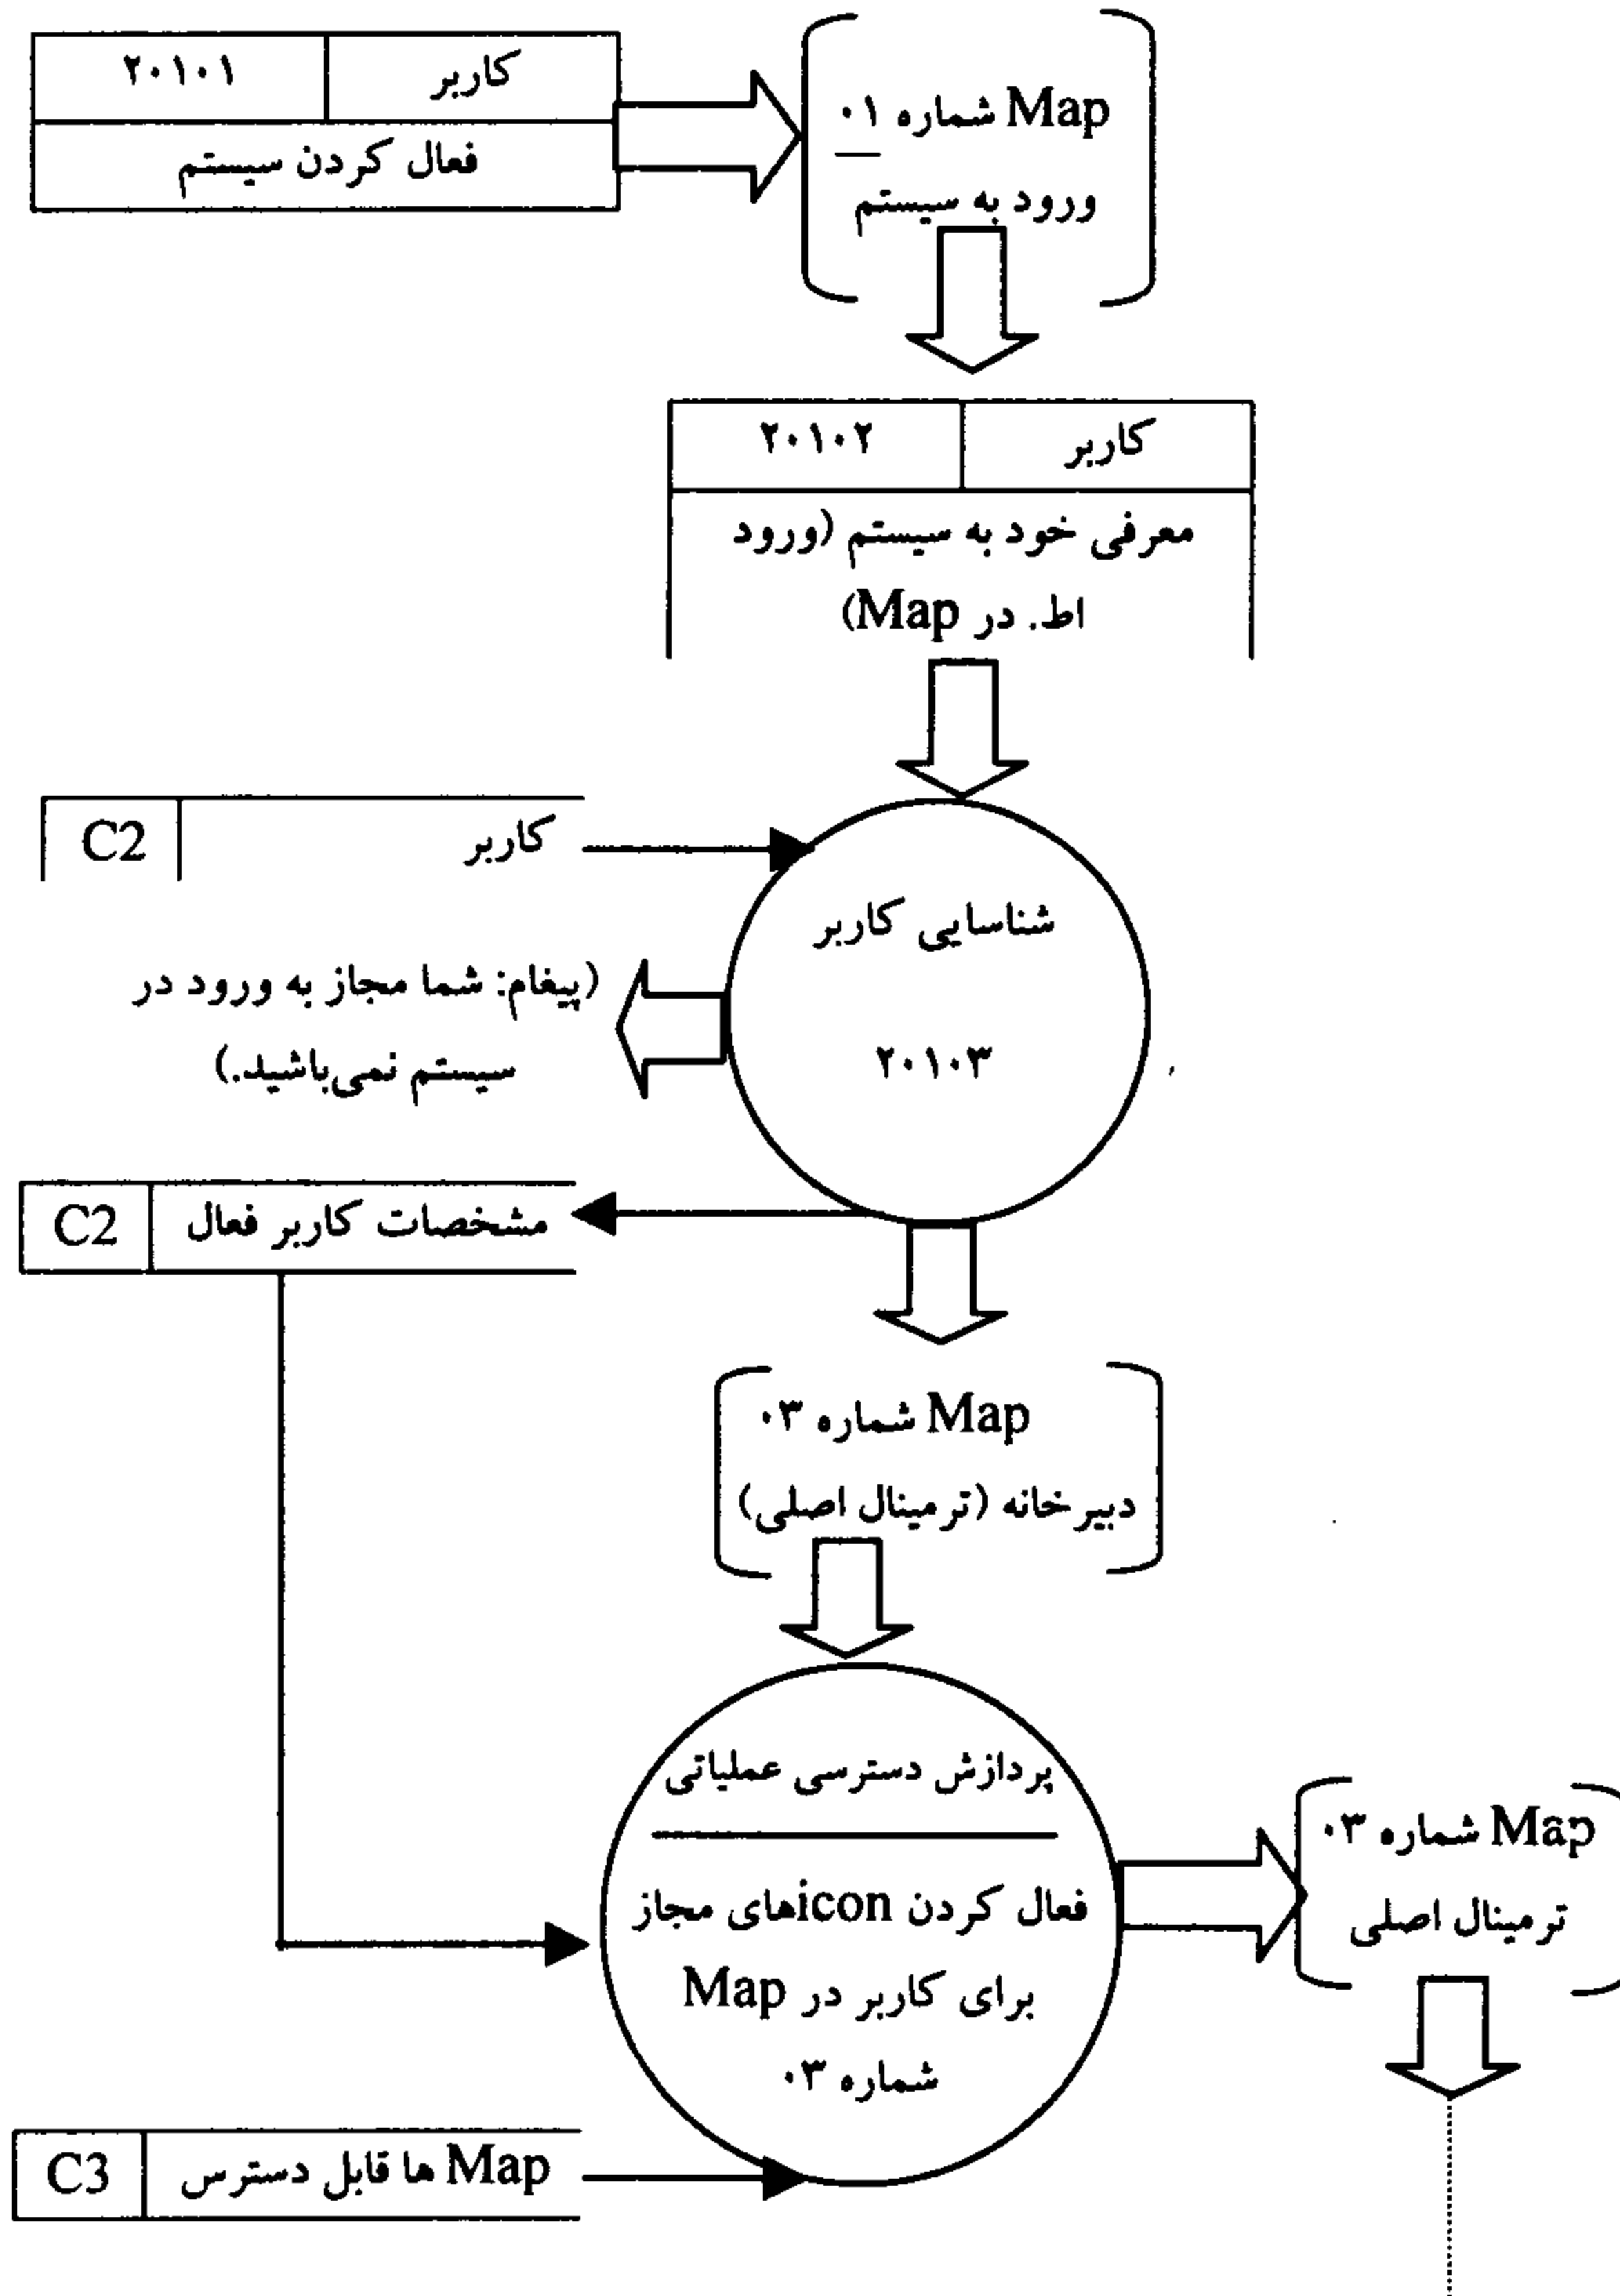 کاربر ۲۰۱۰۱
فعال کردن سیستم
Map شماره ۰۱
ورود به سیستم
کاربر ۲۰۱۰۲
معرفی خود به سیستم (ورود
اط. در Map)
C2 کاربر
شناسایی کاربر
۲۰۱۰۳
(پیغام: شما مجاز به ورود در
سیستم نمی‌باشید.)
C2 مشخصات کاربر فعال
Map شماره ۰۳
دبیرخانه (ترمینال اصلی)
پردازش دسترسی عملیاتی
فعال کردن iconهای مجاز
برای کاربر در Map
شماره ۰۳
Map شماره ۰۳
ترمینال اصلی
C3 Map ها قابل دسترس